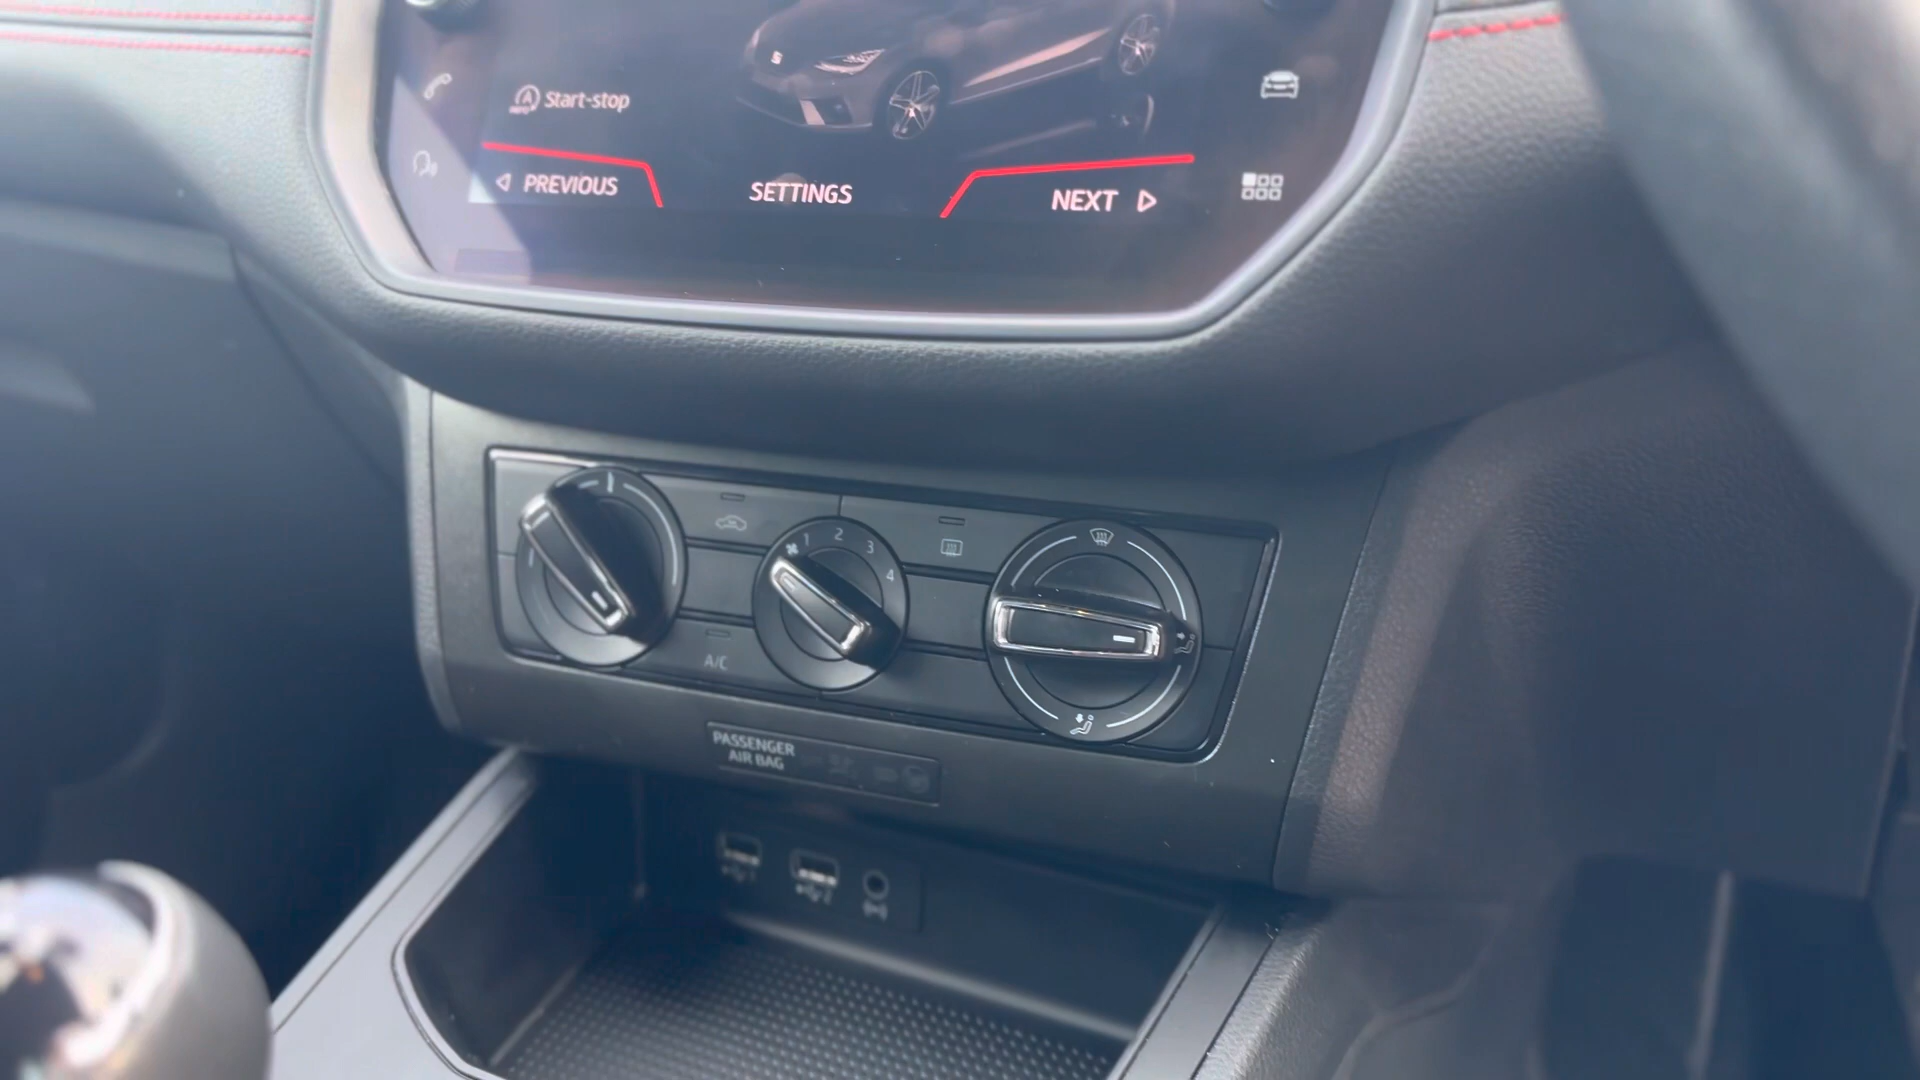 Start-stop
PREVIOUS
SETTINGS
NEXT
1 2 3 4
A/C
PASSENGER
AIR BAG